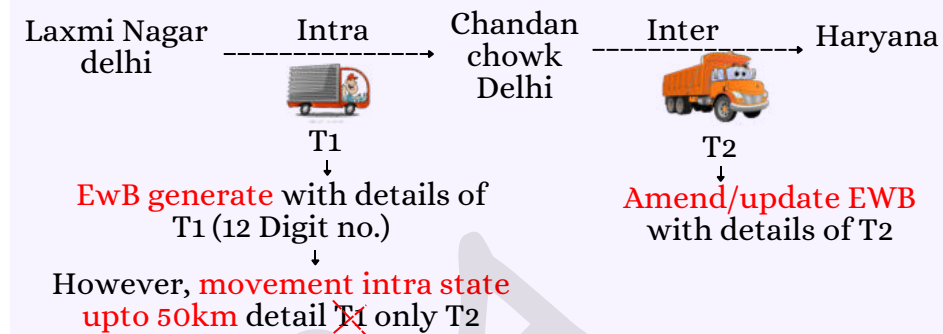 Laxmi Nagar
delhi
Intra
Chandan
chowk
Delhi
Inter
Haryana
T1
EwB generate with details of
T1 (12 Digit no.)
However, movement intra state
upto 50km detail T1 only T2
T2
Amend/update EWB
with details of T2